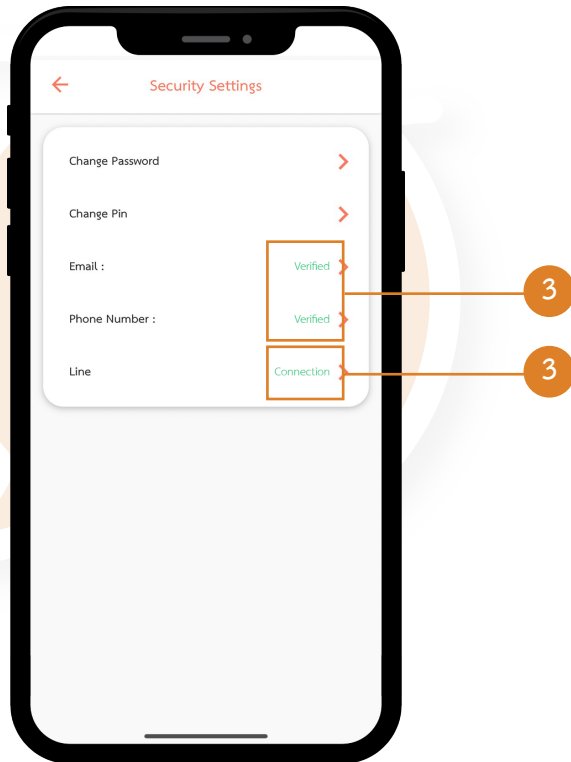 Security Settings
Change Password
Change Pin
Email : Verified
3
Phone Number : Verified
Line Connection
3